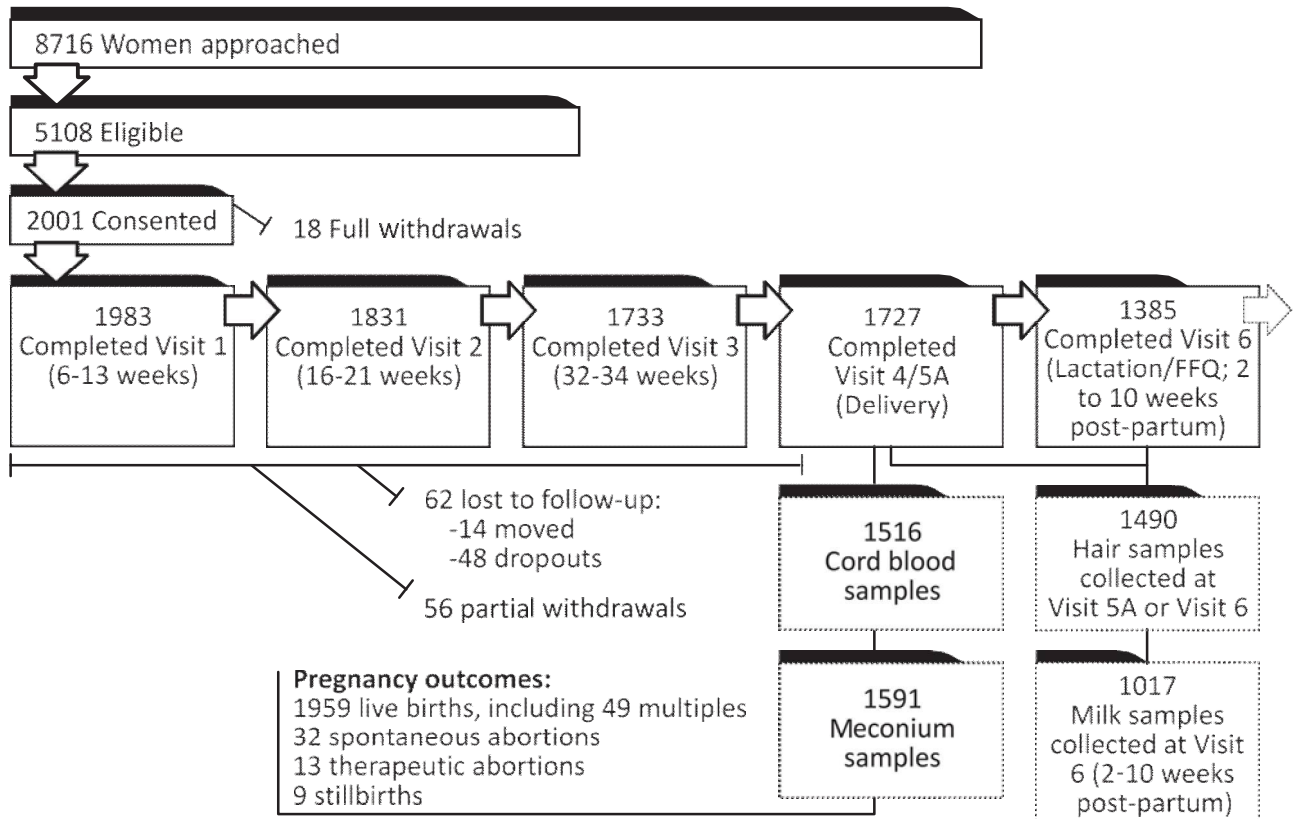 8716 Women approached
5108 Eligible
2001 Consented
18 Full withdrawals
1983
Completed Visit 1
(6-13 weeks)
1831
Completed Visit 2
(16-21 weeks)
1733
Completed Visit 3
(32-34 weeks)
1727
Completed
Visit 4/5A
(Delivery)
1385
Completed Visit 6
(Lactation/FFQ; 2
to 10 weeks
post-partum)
62 lost to follow-up:
-14 moved
-48 dropouts
56 partial withdrawals
1516
Cord blood
samples
1490
Hair samples
collected at
Visit 5A or Visit 6
Pregnancy outcomes:
1959 live births, including 49 multiples
32 spontaneous abortions
13 therapeutic abortions
9 stillbirths
1591
Meconium
samples
1017
Milk samples
collected at Visit
6 (2-10 weeks
post-partum)